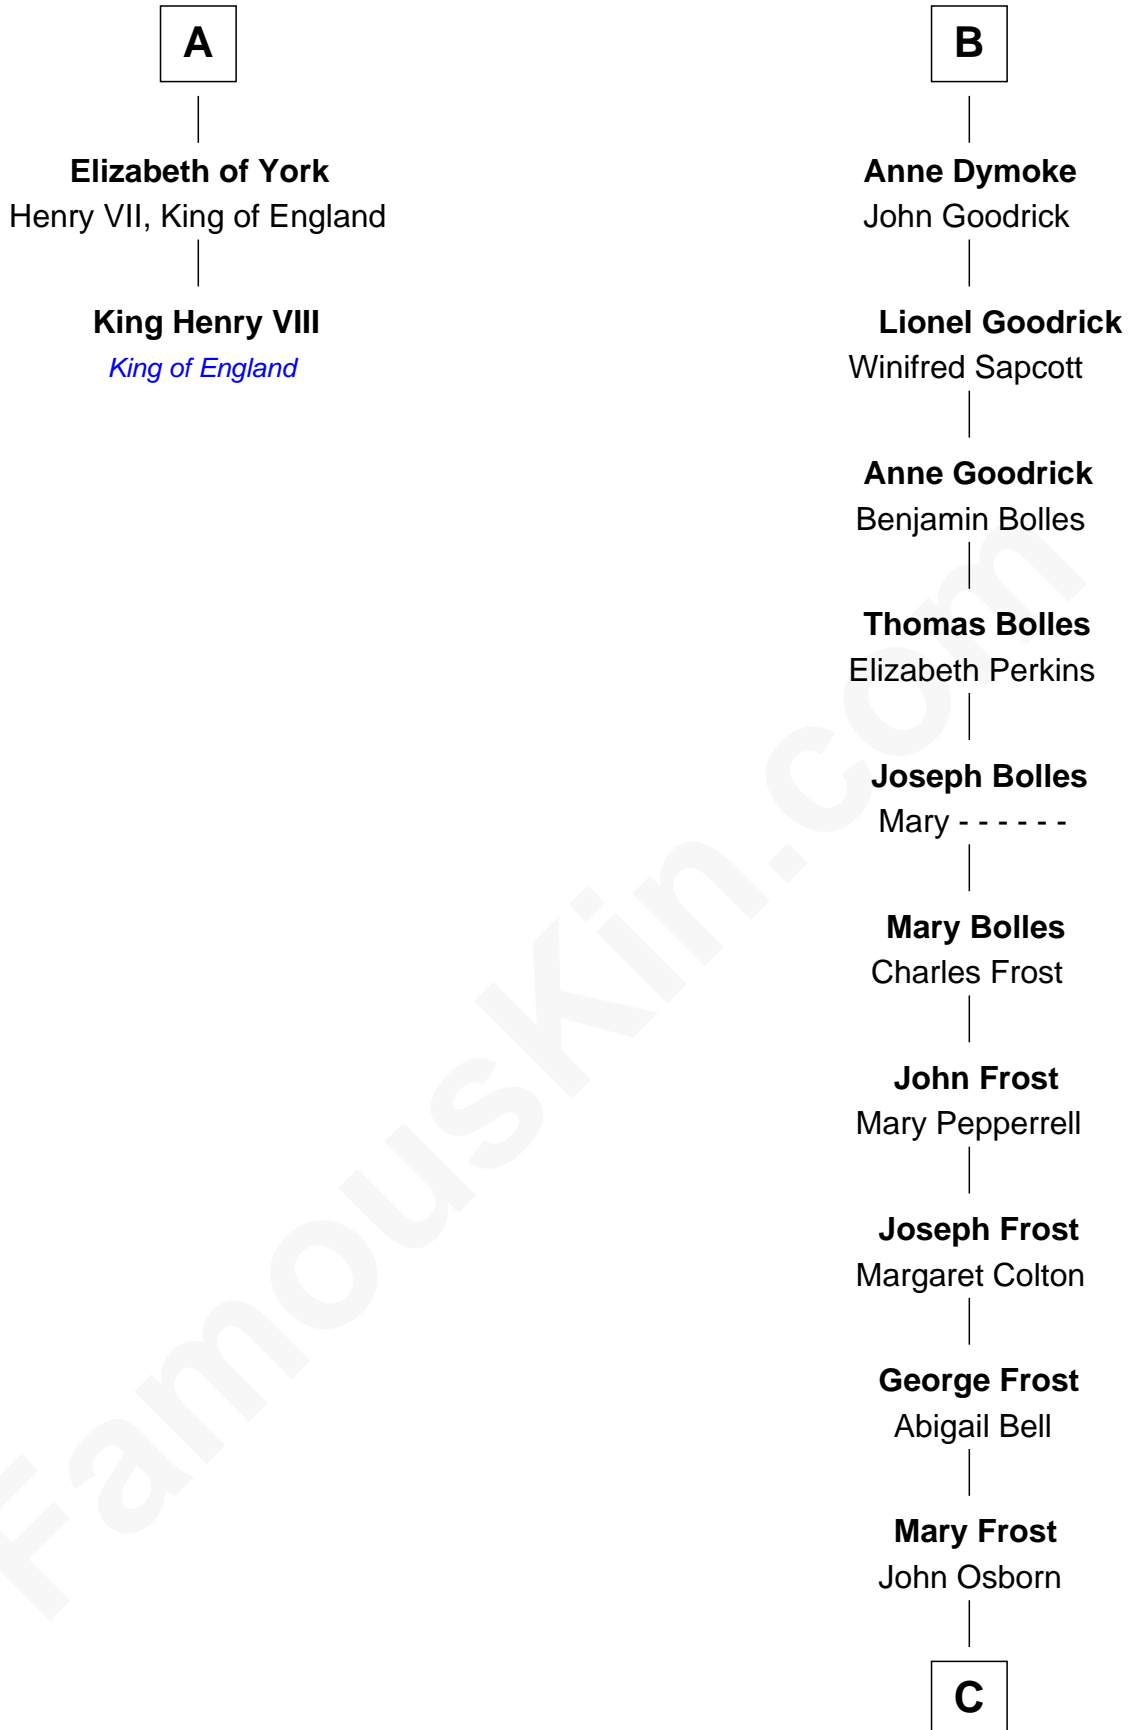 A
Elizabeth of York
Henry VII, King of England
King Henry VIII
King of England
B
Anne Dymoke
John Goodrick
Lionel Goodrick
Winifred Sapcott
Anne Goodrick
Benjamin Bolles
Thomas Bolles
Elizabeth Perkins
Joseph Bolles
Mary - - - - - -
Mary Bolles
Charles Frost
John Frost
Mary Pepperrell
Joseph Frost
Margaret Colton
George Frost
Abigail Bell
Mary Frost
John Osborn
C
FamousKin.com